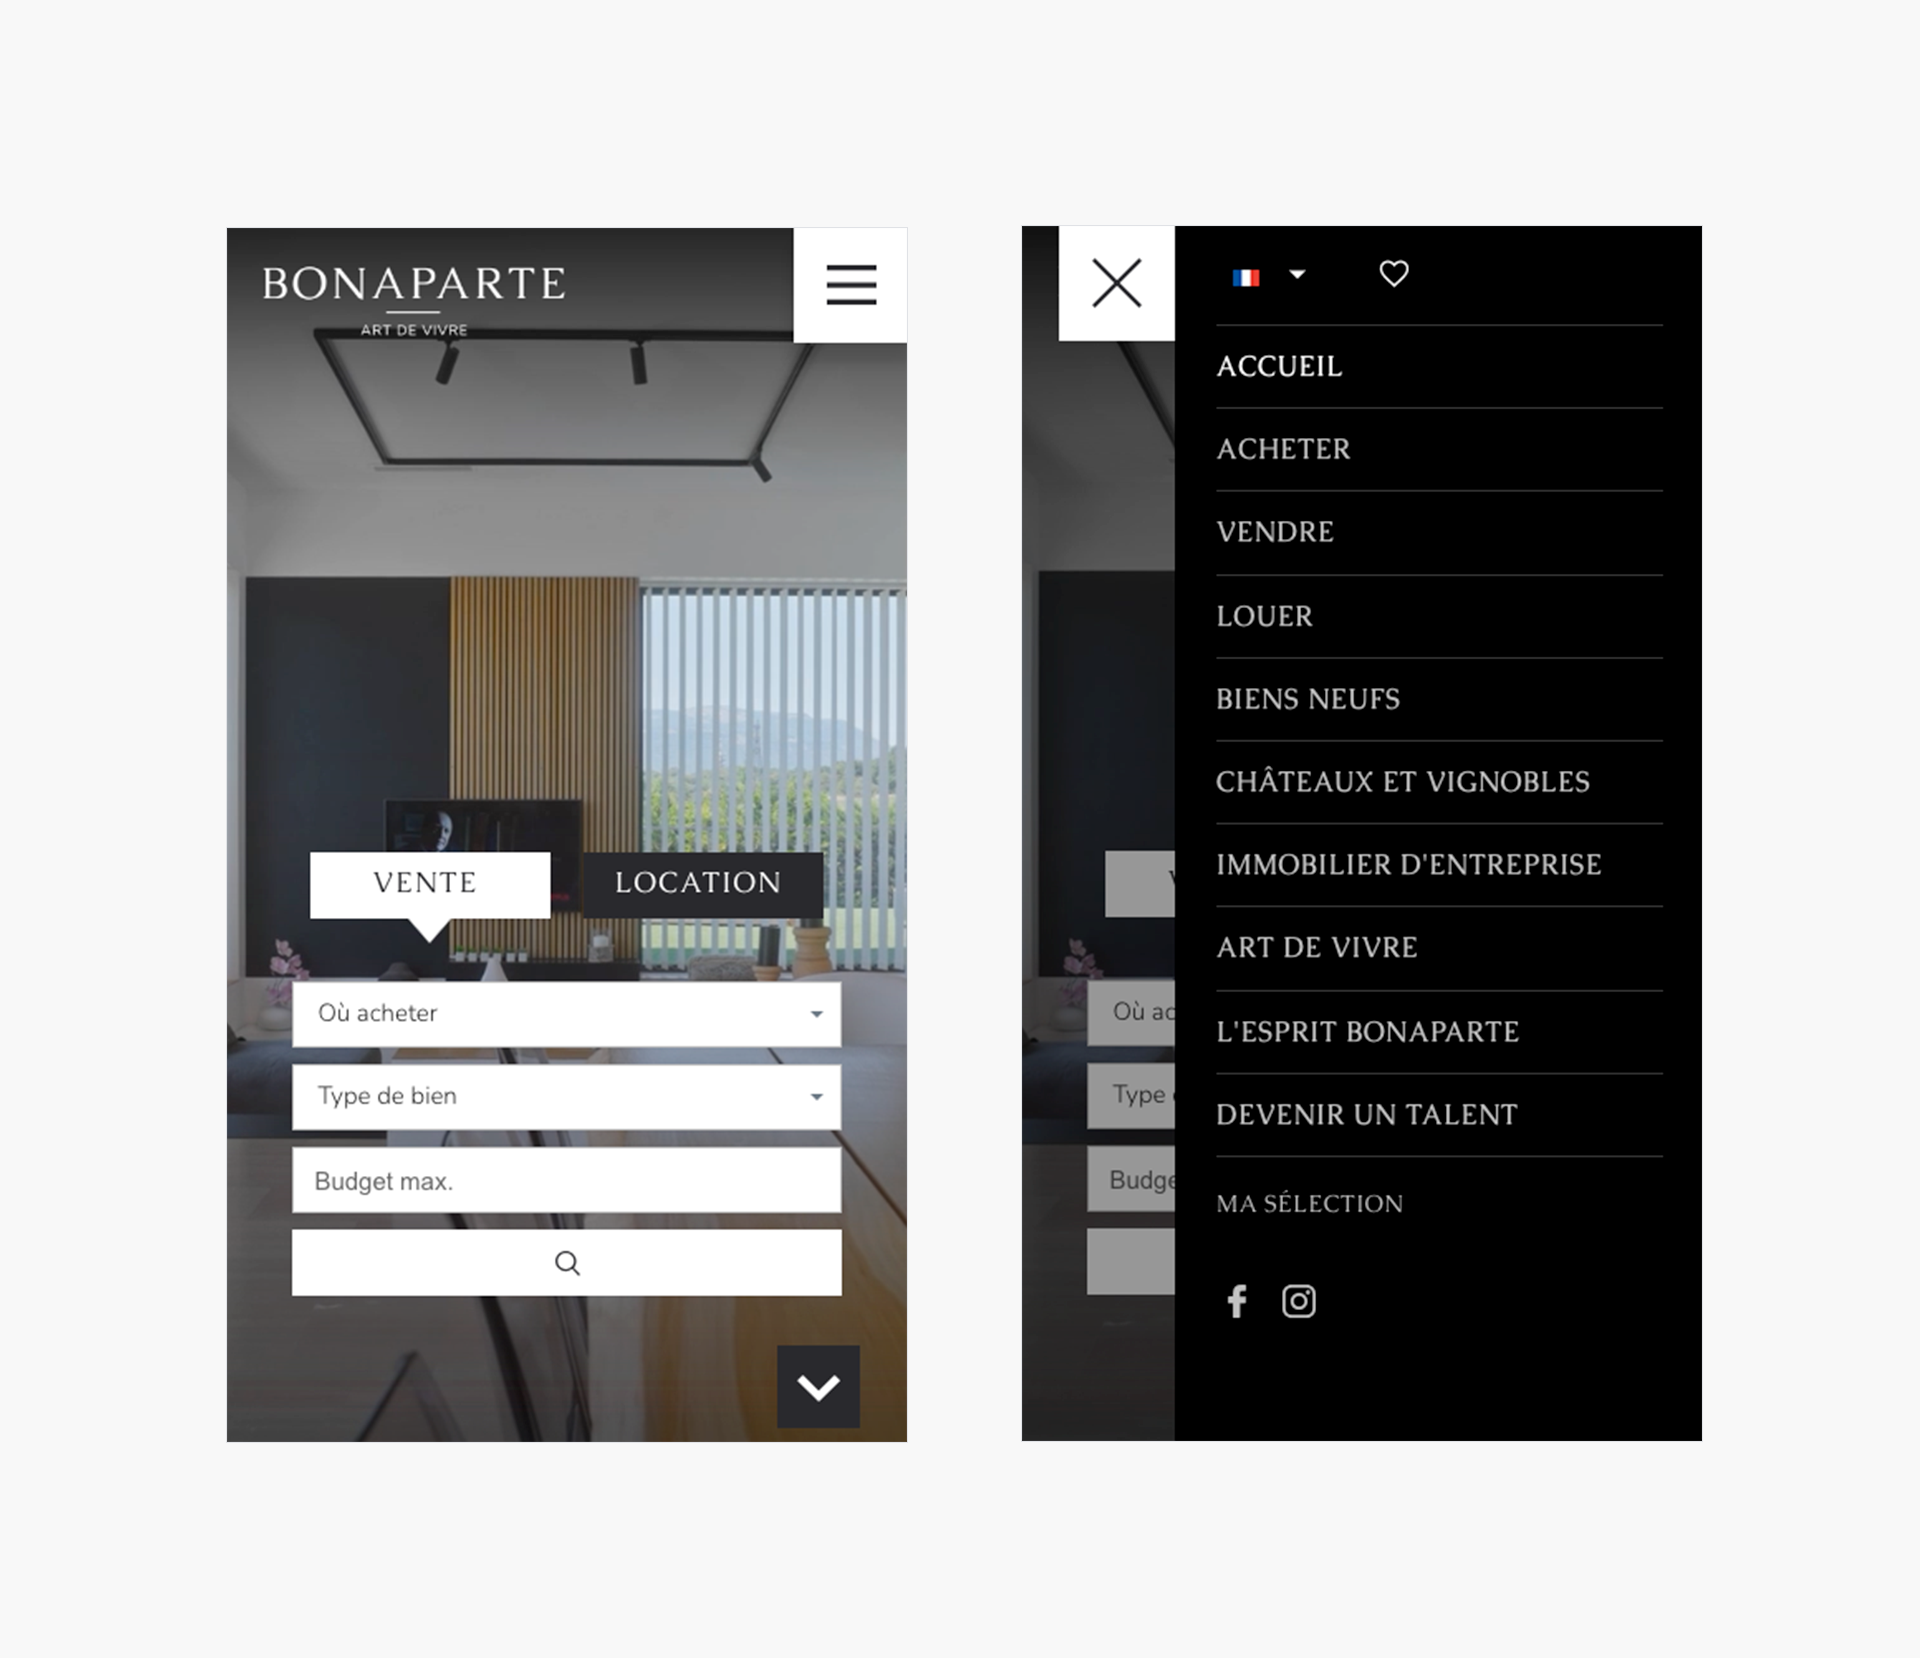 BONAPARTE
ART DE VIVRE
VENTE
LOCATION
Où acheter
Type de bien
Budget max.
ACCUEIL
ACHETER
VENDRE
LOUER
BIENS NEUFS
CHÂTEAUX ET VIGNOBLES
IMMOBILIER D'ENTREPRISE
ART DE VIVRE
L'ESPRIT BONAPARTE
DEVENIR UN TALENT
MA SÉLECTION
V
Où ac
Type
Budge